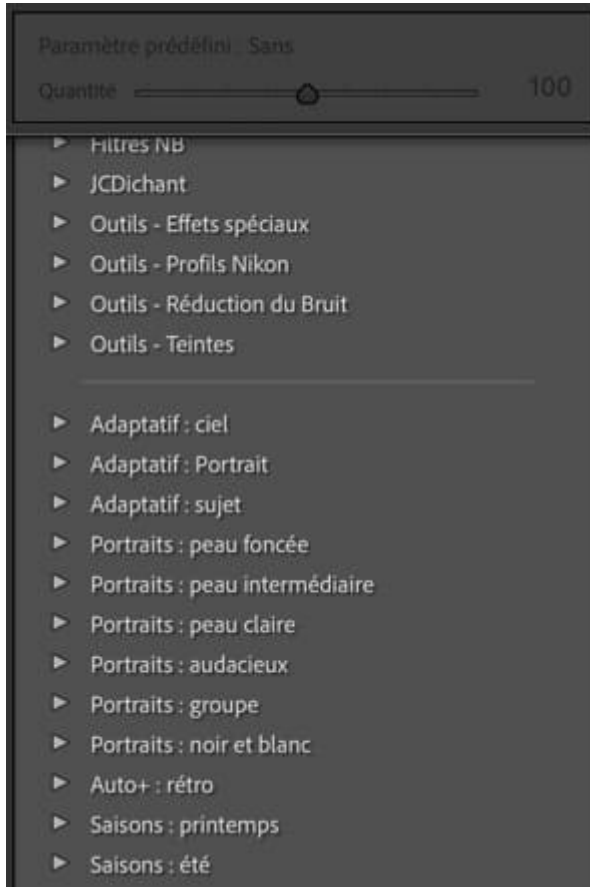 Paramètre prédéfini : Sans
Quantité 100
Filtres NB
JCDichant
Outils - Effets spéciaux
Outils - Profils Nikon
Outils - Réduction du Bruit
Outils - Teintes
Adaptatif : ciel
Adaptatif : Portrait
Adaptatif : sujet
Portraits : peau foncée
Portraits : peau intermédiaire
Portraits : peau claire
Portraits : audacieux
Portraits : groupe
Portraits : noir et blanc
Auto+ : rétro
Saisons : printemps
Saisons : été